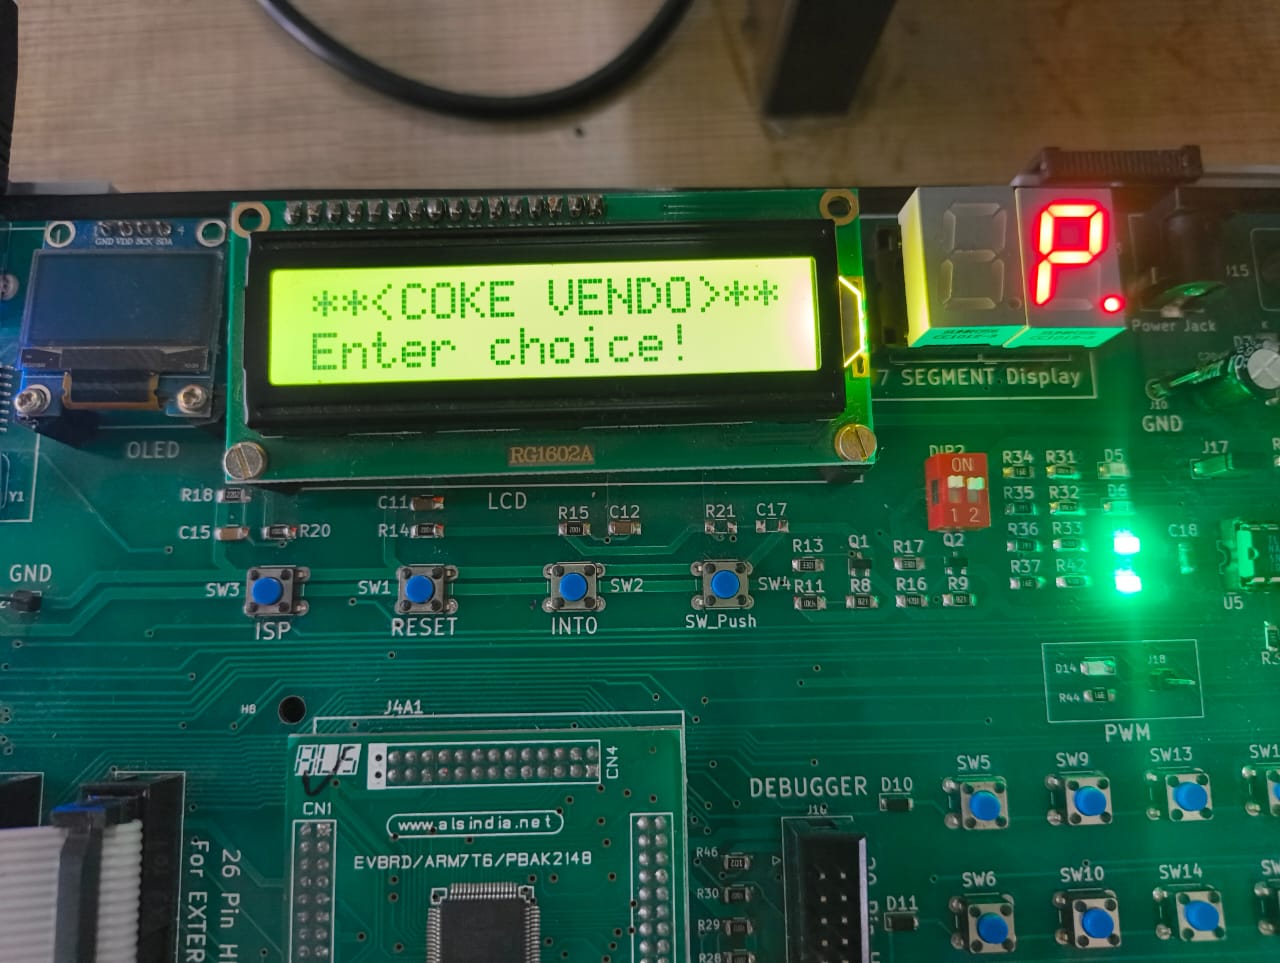 GND VDD SCK SDA
**<COKE VENDO>**
Enter choice!
P.
J15
Power Jack
7 SEGMENT Display
J10
GND
OLED
RG1602A
LCD
DIP2
ON
1 2
R34 R31 D5
R35 R32 D6
R36 R33
R37 R42
J17
C18
U5
Y1
R18
C15 R20
C11
R14
R15 C12
R21 C17
R13 Q1 R17 Q2
R11 R8 R16 R9
GND
SW3
ISP
SW1
RESET
SW2
INT0
SW4
SW_Push
D14 J18
R44
PWM
H8
J4A1
ALS
CN4
CN1
www.alsindia.net
EVBRD/ARM7T6/PBAK2148
DEBUGGER
J16
D10
D11
R46
R30
R29
R28
SW5 SW9 SW13
SW6 SW10 SW14
26 Pin H
For EXTER